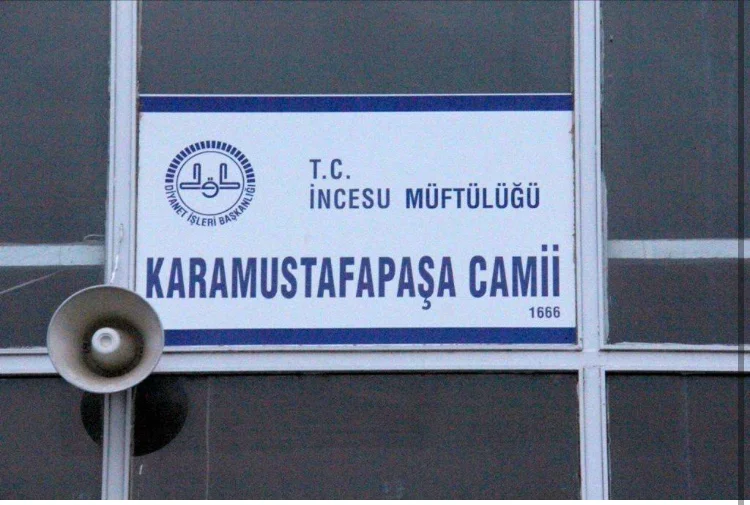 T.C.
İNCESU MÜFTÜLÜĞÜ
DİYANET İŞLERİ BAŞKANLIĞI
KARAMUSTAFAPAŞA CAMİİ
1666